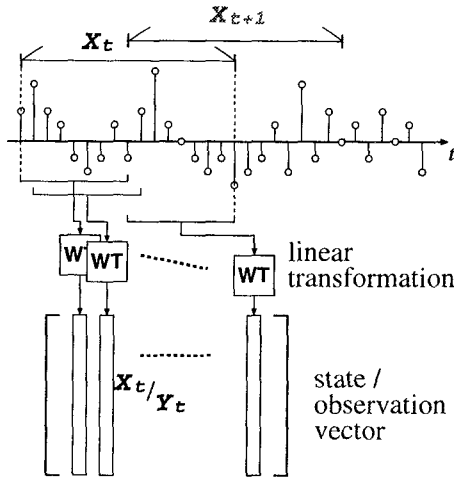 X_{t+1}
X_t
t
W
WT
WT
linear
transformation
X_t/Y_t
state /
observation
vector